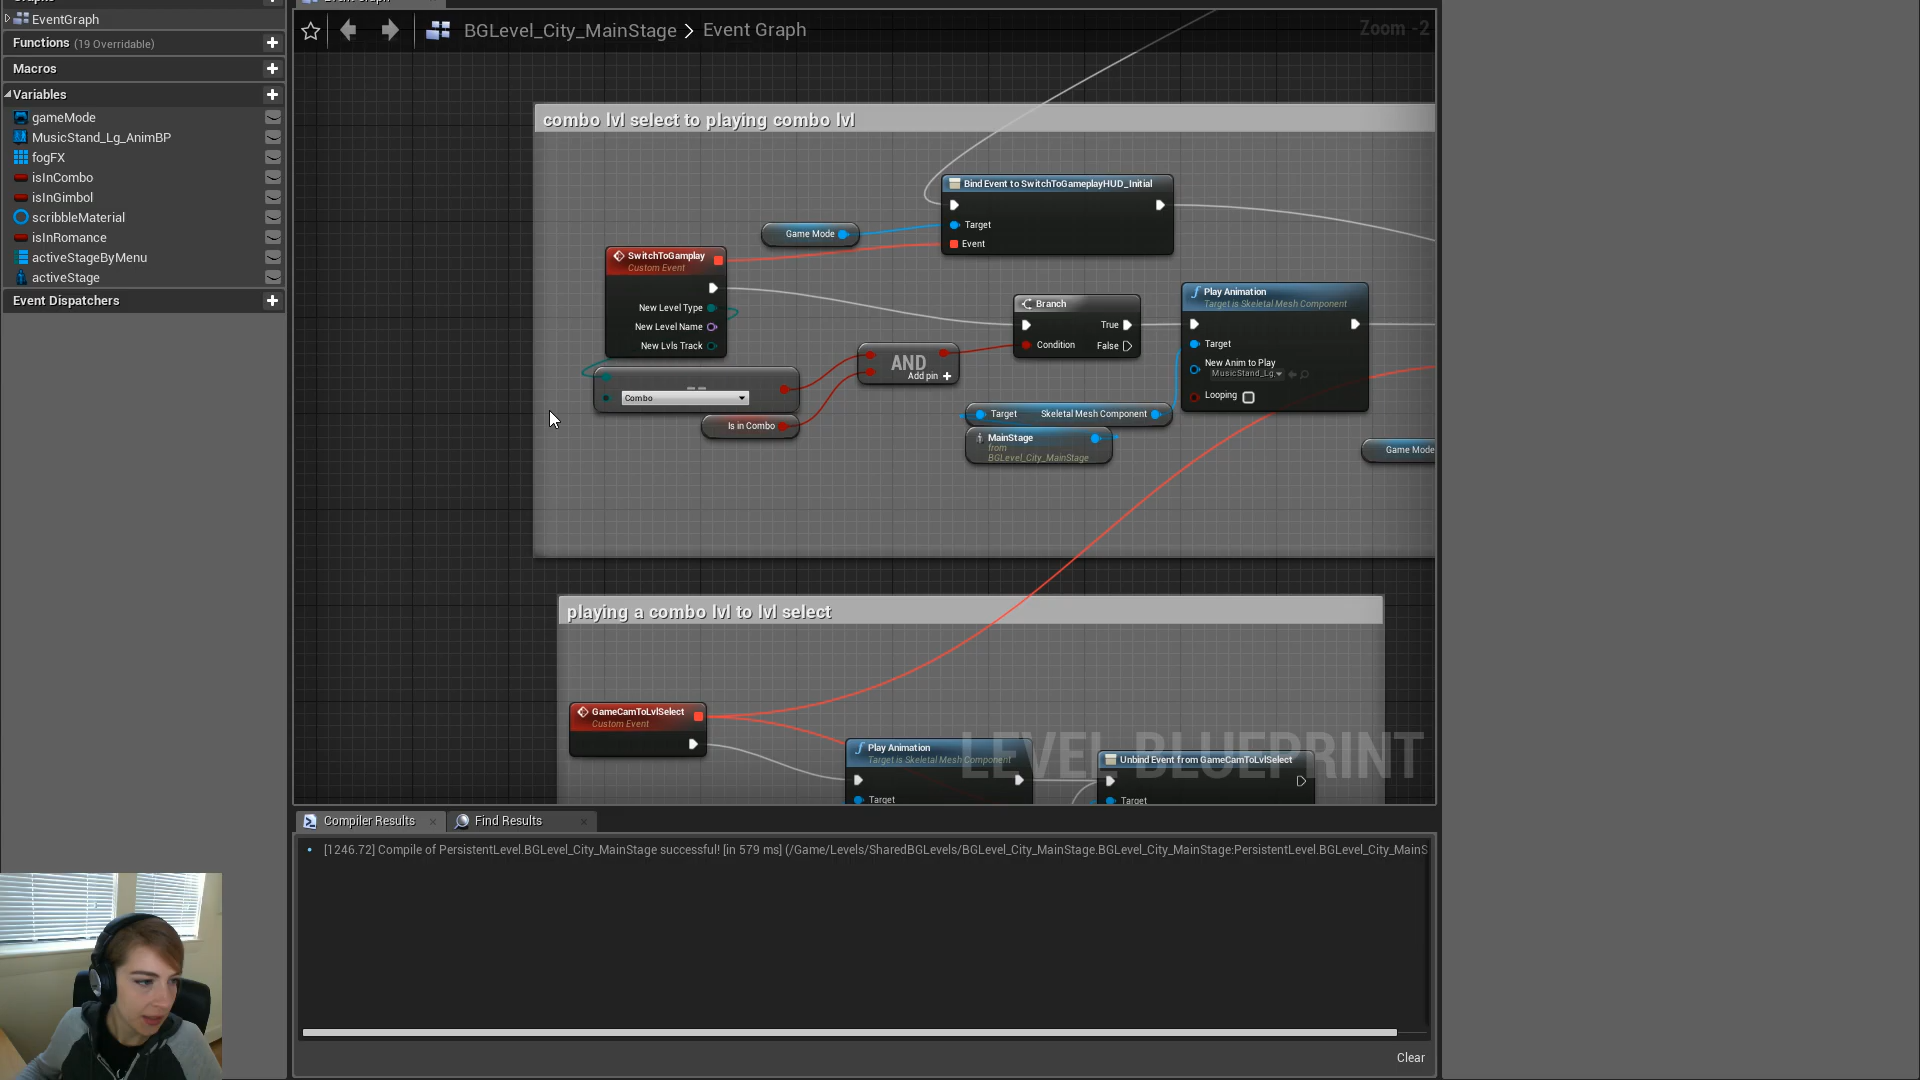 EventGraph
Functions (19 Overridable)
Macros
Variables
gameMode
MusicStand_Lg_AnimBP
fogFX
isInCombo
isInGimbol
scribbleMaterial
isInRomance
activeStageByMenu
activeStage
Event Dispatchers
BGLevel_City_MainStage > Event Graph
Zoom -2
combo lvl select to playing combo lvl
Bind Event to SwitchToGameplayHUD_Initial
Target
Event
Game Mode
SwitchToGamplay
Custom Event
New Level Type
New Level Name
New Lvls Track
==
Combo
Is in Combo
AND
Add pin +
Branch
True
Condition
False
Play Animation
Target is Skeletal Mesh Component
Target
New Anim to Play
MusicStand_Lg
Looping
Target Skeletal Mesh Component
MainStage
from
BGLevel_City_MainStage
Game Mode
playing a combo lvl to lvl select
GameCamToLvlSelect
Custom Event
Play Animation
Target is Skeletal Mesh Component
Target
Unbind Event from GameCamToLvlSelect
Target
LEVEL BLUEPRINT
Compiler Results
Find Results
[1246.72] Compile of PersistentLevel.BGLevel_City_MainStage successful! [in 579 ms] (/Game/Levels/SharedBGLevels/BGLevel_City_MainStage.BGLevel_City_MainStage:PersistentLevel.BGLevel_City_MainS
Clear